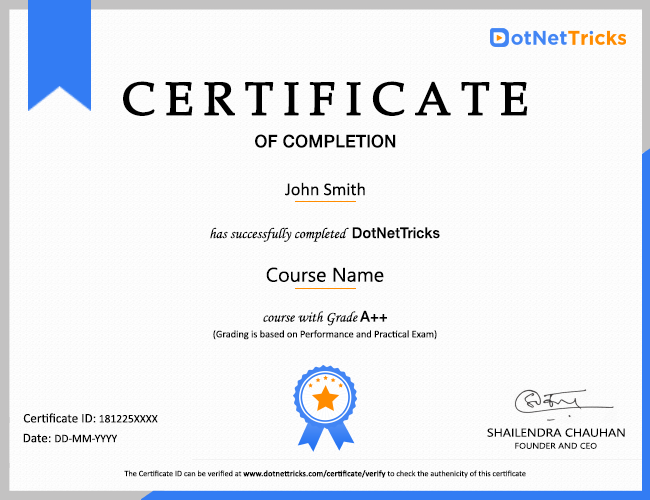 DotNetTricks
CERTIFICATE
OF COMPLETION
John Smith
has successfully completed DotNetTricks
Course Name
course with Grade A++
(Grading is based on Performance and Practical Exam)
Certificate ID: 181225XXXX
Date: DD-MM-YYYY
SHAILENDRA CHAUHAN
FOUNDER AND CEO
The Certificate ID can be verified at www.dotnettricks.com/certificate/verify to check the authenicity of this certificate